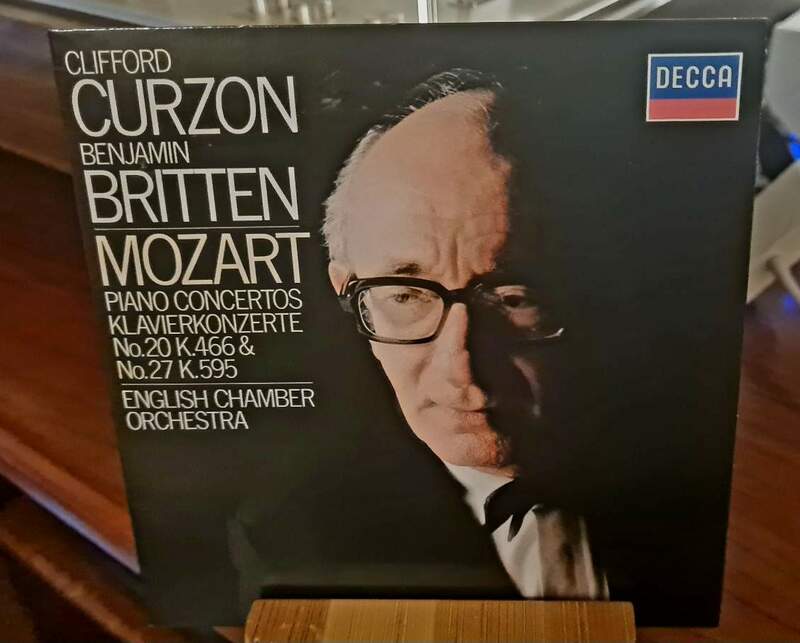 CLIFFORD
CURZON
BENJAMIN
BRITTEN
MOZART
PIANO CONCERTOS
KLAVIERKONZERTE
No.20 K.466 &
No.27 K.595
ENGLISH CHAMBER
ORCHESTRA
DECCA